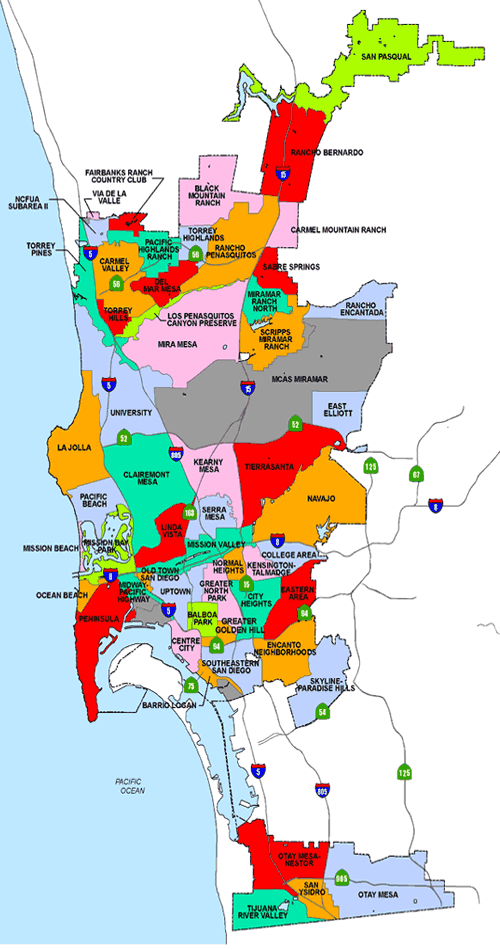 SAN PASQUAL
RANCHO BERNARDO
15
FAIRBANKS RANCH
COUNTRY CLUB
NCFUA
SUBAREA II
VIA DE LA
VALLE
BLACK
MOUNTAIN
RANCH
CARMEL MOUNTAIN RANCH
TORREY
HIGHLANDS
TORREY
PINES
5
PACIFIC
HIGHLANDS
RANCH
56
RANCHO
PENASQUITOS
CARMEL
VALLEY
SABRE SPRINGS
56
DEL
MAR MESA
MIRAMAR
RANCH
NORTH
RANCHO
ENCANTADA
TORREY
HILLS
LOS PENASQUITOS
CANYON PRESERVE
MIRA MESA
SCRIPPS
MIRAMAR
RANCH
MCAS MIRAMAR
5
15
UNIVERSITY
EAST
ELLIOTT
52
52
LA JOLLA
805
KEARNY
MESA
TIERRASANTA
125
67
CLAIREMONT
MESA
NAVAJO
PACIFIC
BEACH
163
SERRA
MESA
8
LINDA
VISTA
MISSION BAY
PARK
MISSION BEACH
MISSION VALLEY
8
COLLEGE AREA
OLD TOWN
SAN DIEGO
NORMAL
HEIGHTS
KENSINGTON-
TALMADGE
8
OCEAN BEACH
MIDWAY-
PACIFIC
HIGHWAY
UPTOWN
GREATER
NORTH
PARK
15
CITY
HEIGHTS
EASTERN
AREA
PENINSULA
5
BALBOA
PARK
GREATER
GOLDEN HILL
94
CENTRE
CITY
94
ENCANTO
NEIGHBORHOODS
SOUTHEASTERN
SAN DIEGO
75
SKYLINE-
PARADISE HILLS
BARRIO LOGAN
54
PACIFIC
OCEAN
5
805
125
OTAY MESA-
NESTOR
905
SAN
YSIDRO
OTAY MESA
TIJUANA
RIVER VALLEY